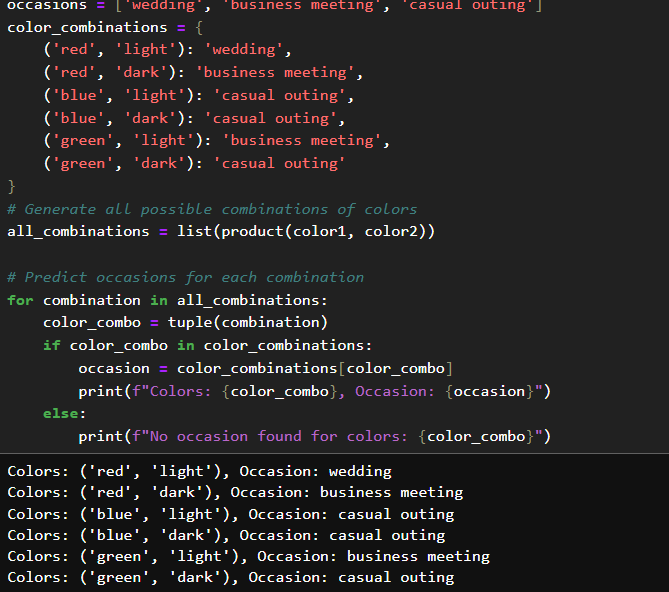 occasions = ['wedding', 'business meeting', 'casual outing']
color_combinations = {
    ('red', 'light'): 'wedding',
    ('red', 'dark'): 'business meeting',
    ('blue', 'light'): 'casual outing',
    ('blue', 'dark'): 'casual outing',
    ('green', 'light'): 'business meeting',
    ('green', 'dark'): 'casual outing'
}
# Generate all possible combinations of colors
all_combinations = list(product(color1, color2))

# Predict occasions for each combination
for combination in all_combinations:
    color_combo = tuple(combination)
    if color_combo in color_combinations:
        occasion = color_combinations[color_combo]
        print(f"Colors: {color_combo}, Occasion: {occasion}")
    else:
        print(f"No occasion found for colors: {color_combo}")
Colors: ('red', 'light'), Occasion: wedding
Colors: ('red', 'dark'), Occasion: business meeting
Colors: ('blue', 'light'), Occasion: casual outing
Colors: ('blue', 'dark'), Occasion: casual outing
Colors: ('green', 'light'), Occasion: business meeting
Colors: ('green', 'dark'), Occasion: casual outing